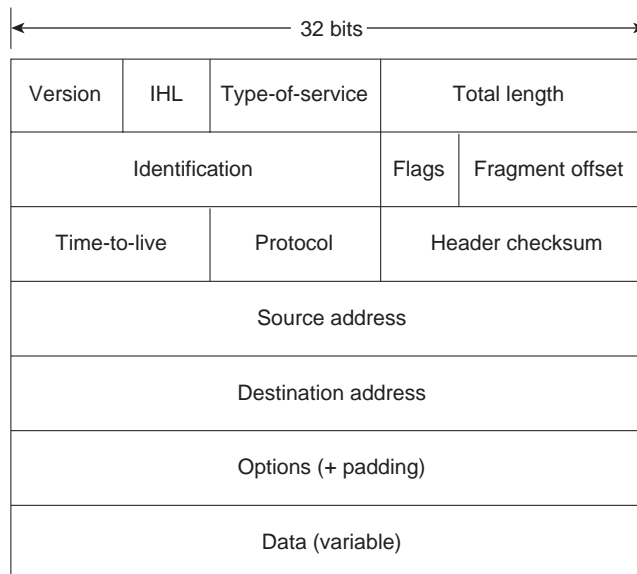 32 bits
Version IHL Type-of-service Total length
Identification Flags Fragment offset
Time-to-live Protocol Header checksum
Source address
Destination address
Options (+ padding)
Data (variable)